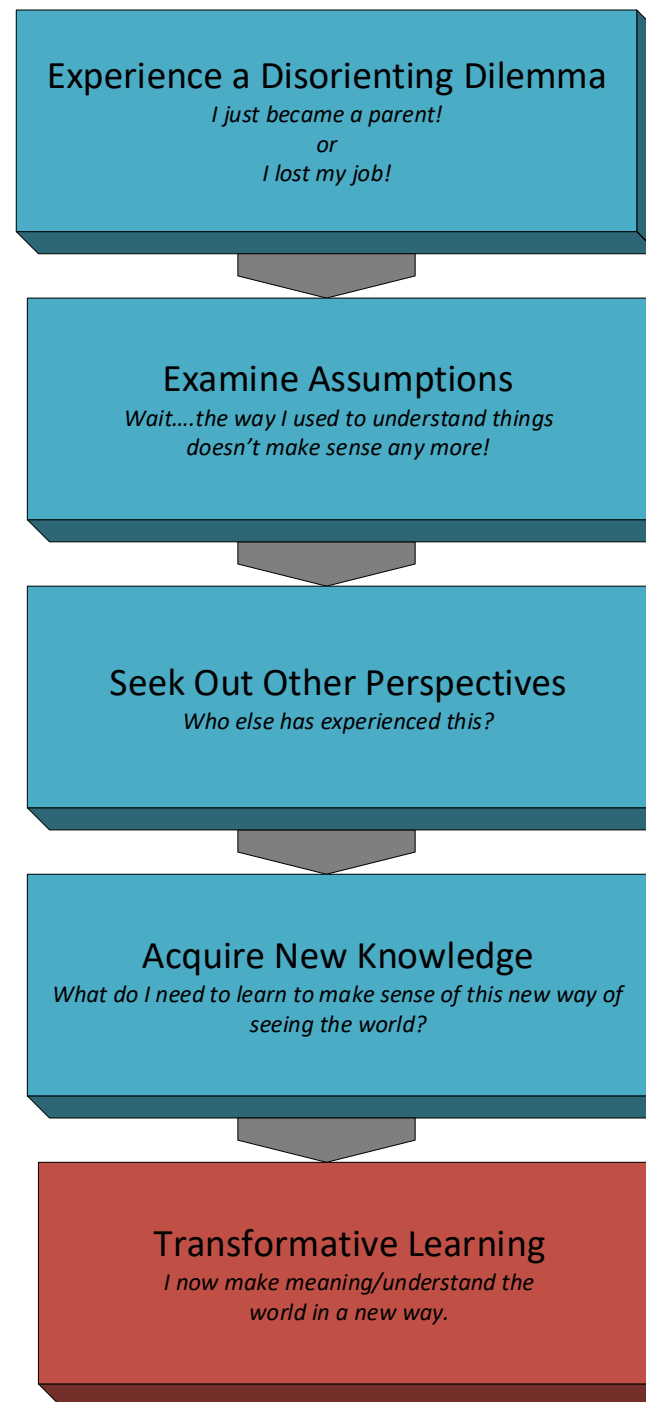 Experience a Disorienting Dilemma
I just became a parent!
or
I lost my job!
Examine Assumptions
Wait....the way I used to understand things
doesn’t make sense any more!
Seek Out Other Perspectives
Who else has experienced this?
Acquire New Knowledge
What do I need to learn to make sense of this new way of
seeing the world?
Transformative Learning
I now make meaning/understand the
world in a new way.